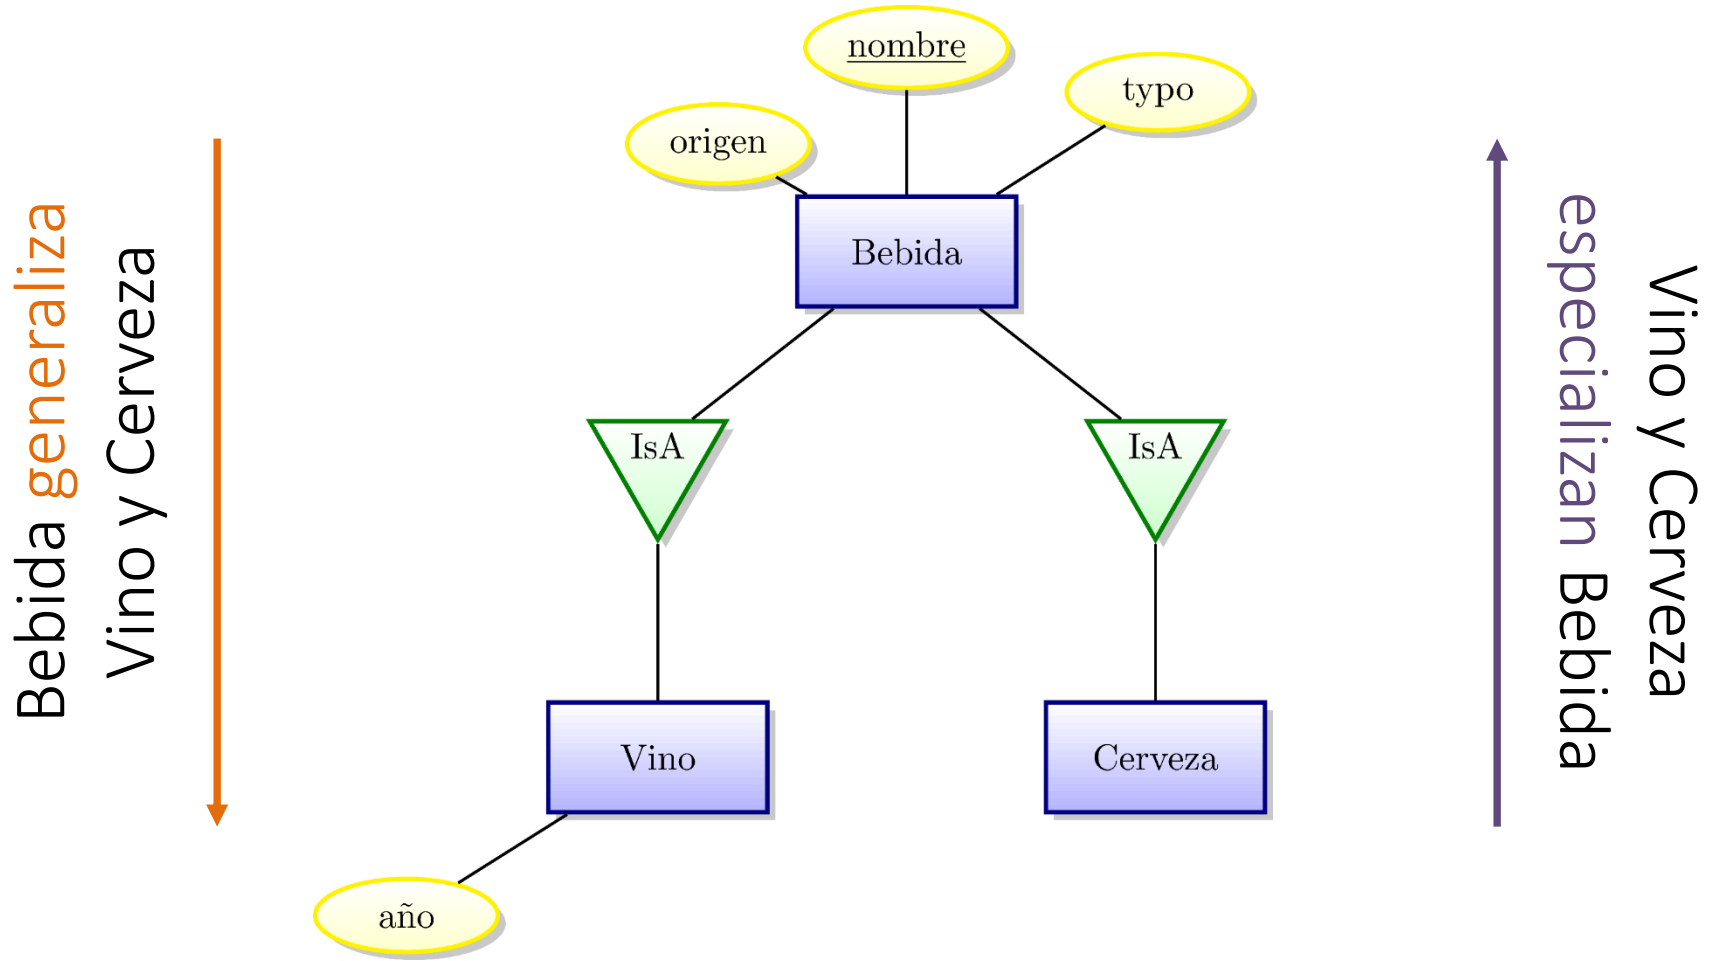 Bebida generaliza
Vino y Cerveza
nombre
typo
origen
Bebida
IsA
IsA
Vino
Cerveza
año
Vino y Cerveza
especializan Bebida